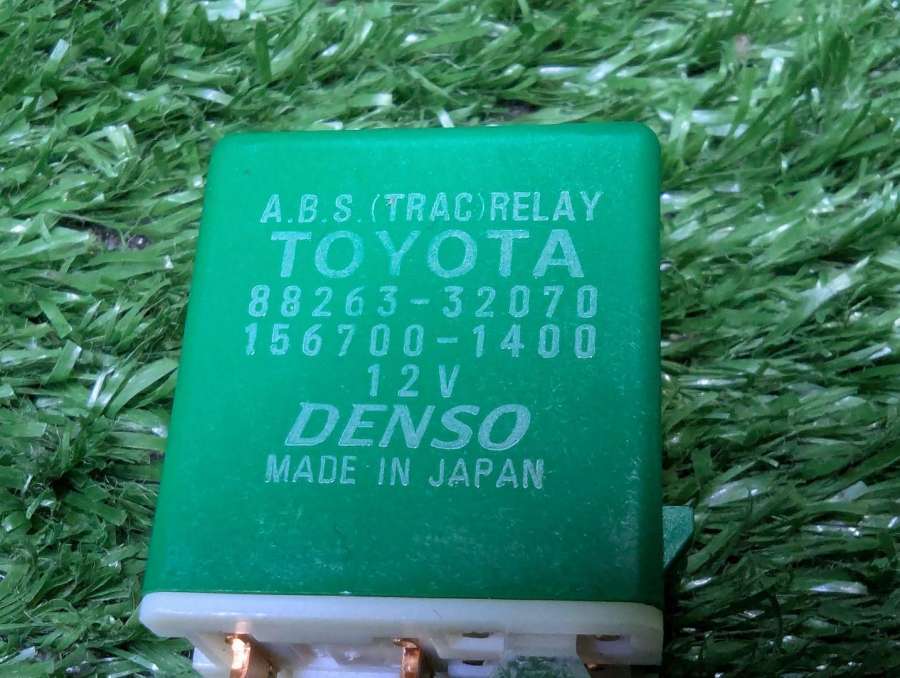 A.B.S.(TRAC)RELAY
TOYOTA
88263-32070
156700-1400
12V
DENSO
MADE IN JAPAN